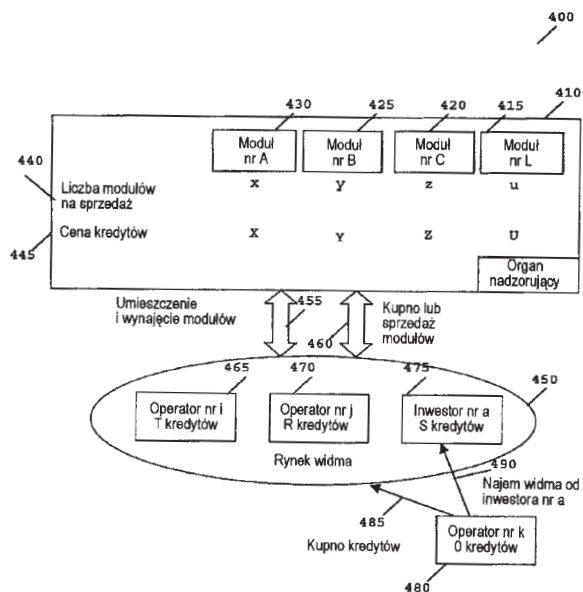 400
430 425 420 415 410
Moduł Moduł Moduł Moduł
nr A nr B nr C nr L
440
x y z u
Liczba modułów
na sprzedaż
445
Cena kredytów X Y Z U
Organ
nadzorujący
Umieszczenie
i wynajęcie modułów
455
460
Kupno lub
sprzedaż
modułów
465 470 475
450
Operator nr i Operator nr j Inwestor nr a
T kredytów R kredytów S kredytów
Rynek widma
490
Najem widma od
inwestora nr a
485
Kupno kredytów
Operator nr k
0 kredytów
480